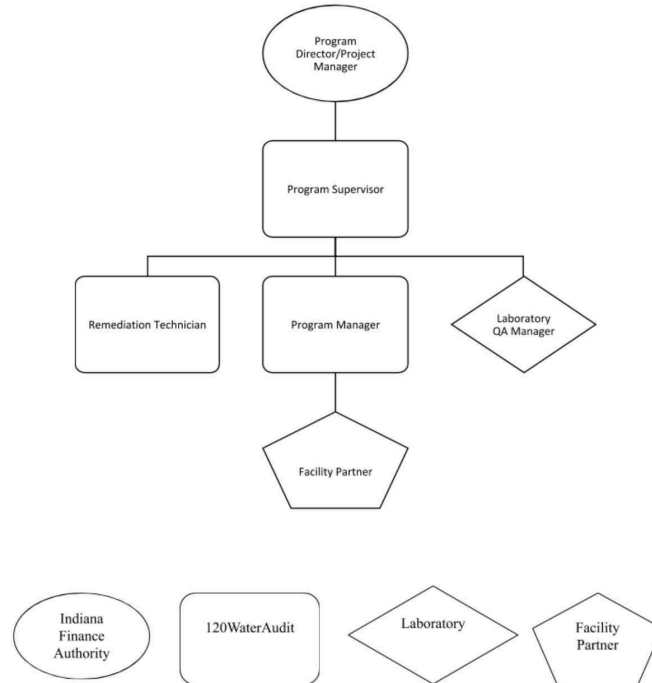 Program
Director/Project
Manager
Program Supervisor
Remediation Technician
Program Manager
Laboratory
QA Manager
Facility Partner
Indiana
Finance
Authority
120WaterAudit
Laboratory
Facility
Partner